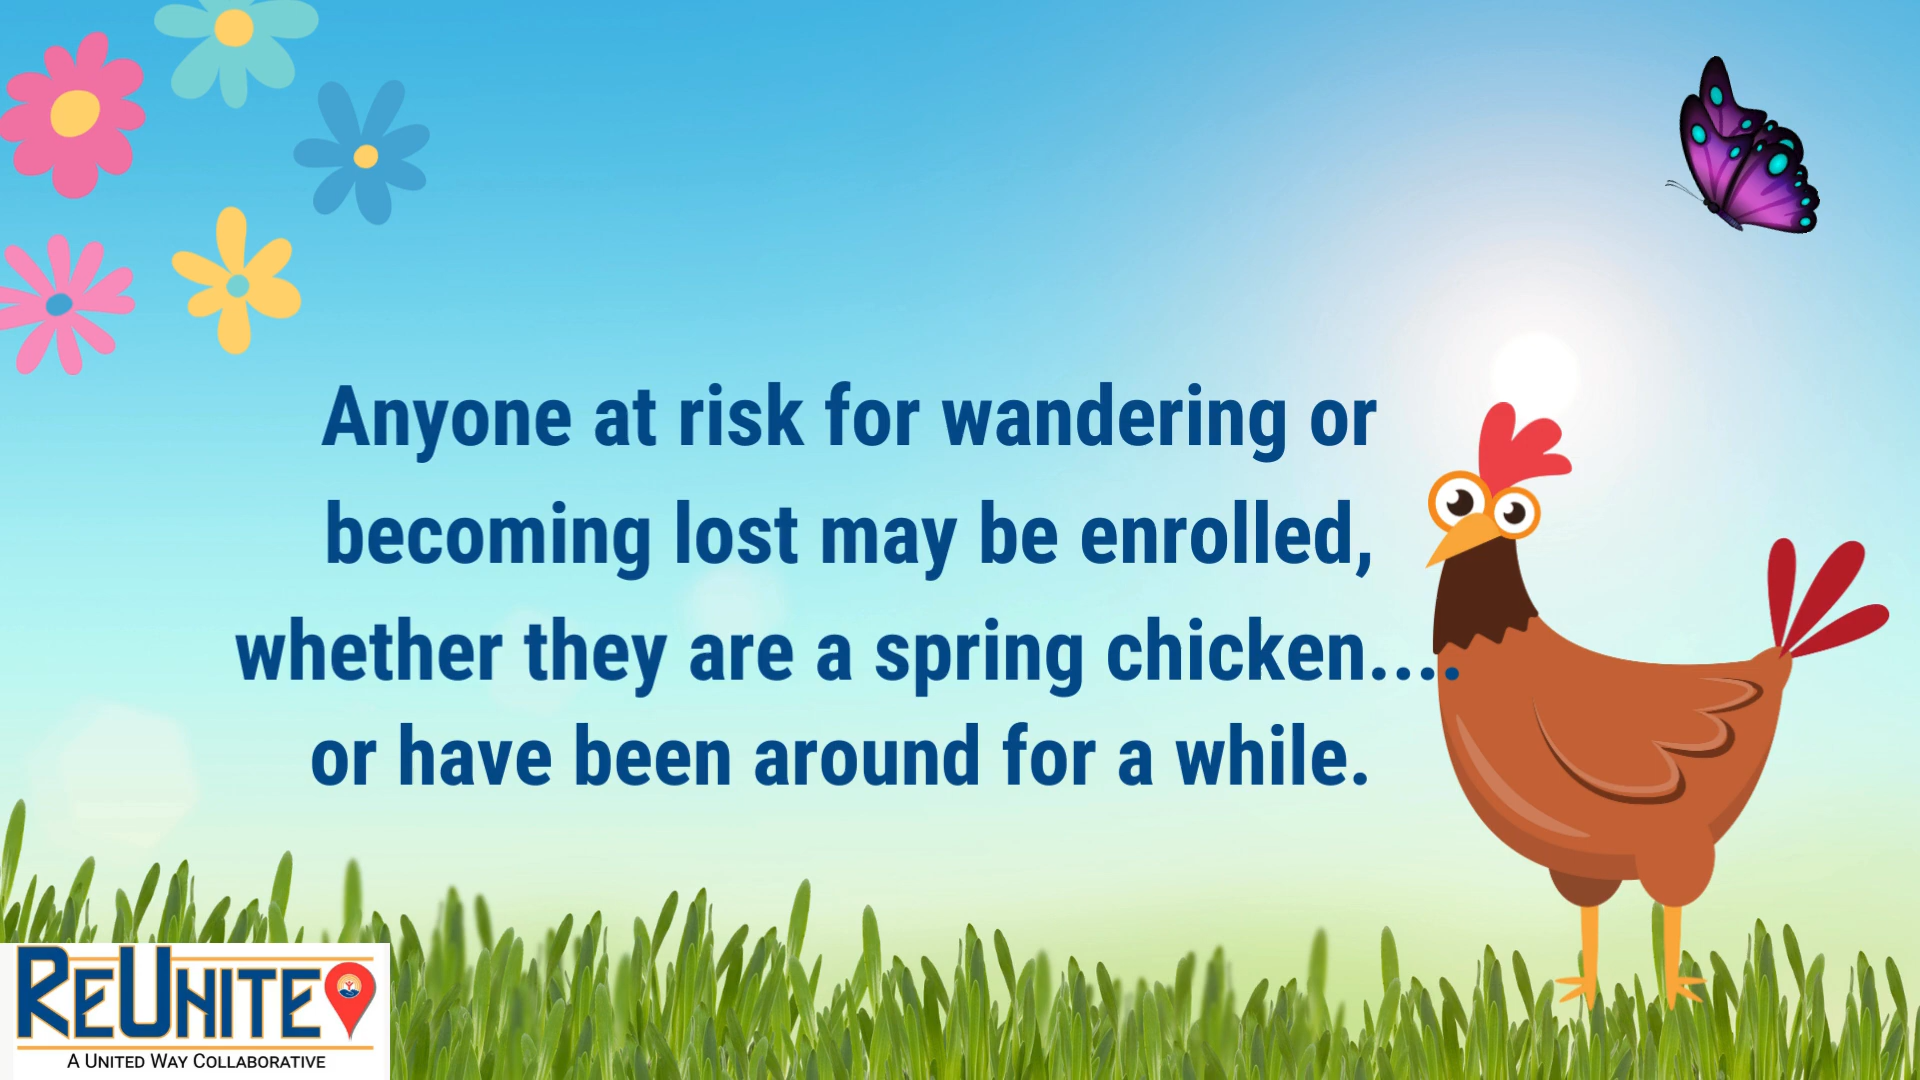 Anyone at risk for wandering or
becoming lost may be enrolled,
whether they are a spring chicken....
or have been around for a while.
REUNITE
A UNITED WAY COLLABORATIVE